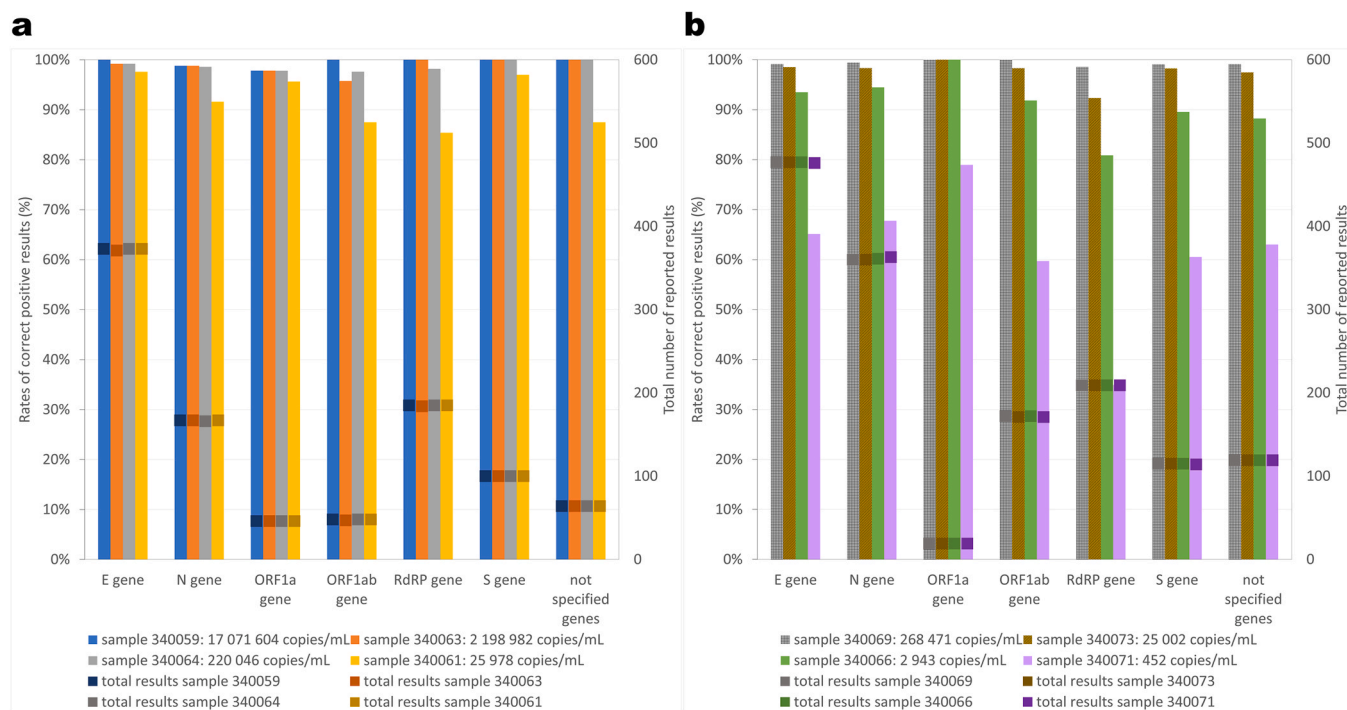 a
b
100%
90%
80%
70%
60%
50%
40%
30%
20%
10%
0%
Rates of correct positive results (%)
600
500
400
300
200
100
0
Total number of reported results
E gene
N gene
ORF1a
gene
ORF1ab
gene
RdRP gene
S gene
not
specified
genes
sample 340059: 17 071 604 copies/mL
sample 340063: 2 198 982 copies/mL
sample 340064: 220 046 copies/mL
sample 340061: 25 978 copies/mL
total results sample 340059
total results sample 340063
total results sample 340064
total results sample 340061
100%
90%
80%
70%
60%
50%
40%
30%
20%
10%
0%
Rates of correct positive results (%)
600
500
400
300
200
100
0
Total number of reported results
E gene
N gene
ORF1a
gene
ORF1ab
gene
RdRP gene
S gene
not
specified
genes
sample 340069: 268 471 copies/mL
sample 340073: 25 002 copies/mL
sample 340066: 2 943 copies/mL
sample 340071: 452 copies/mL
total results sample 340069
total results sample 340073
total results sample 340066
total results sample 340071